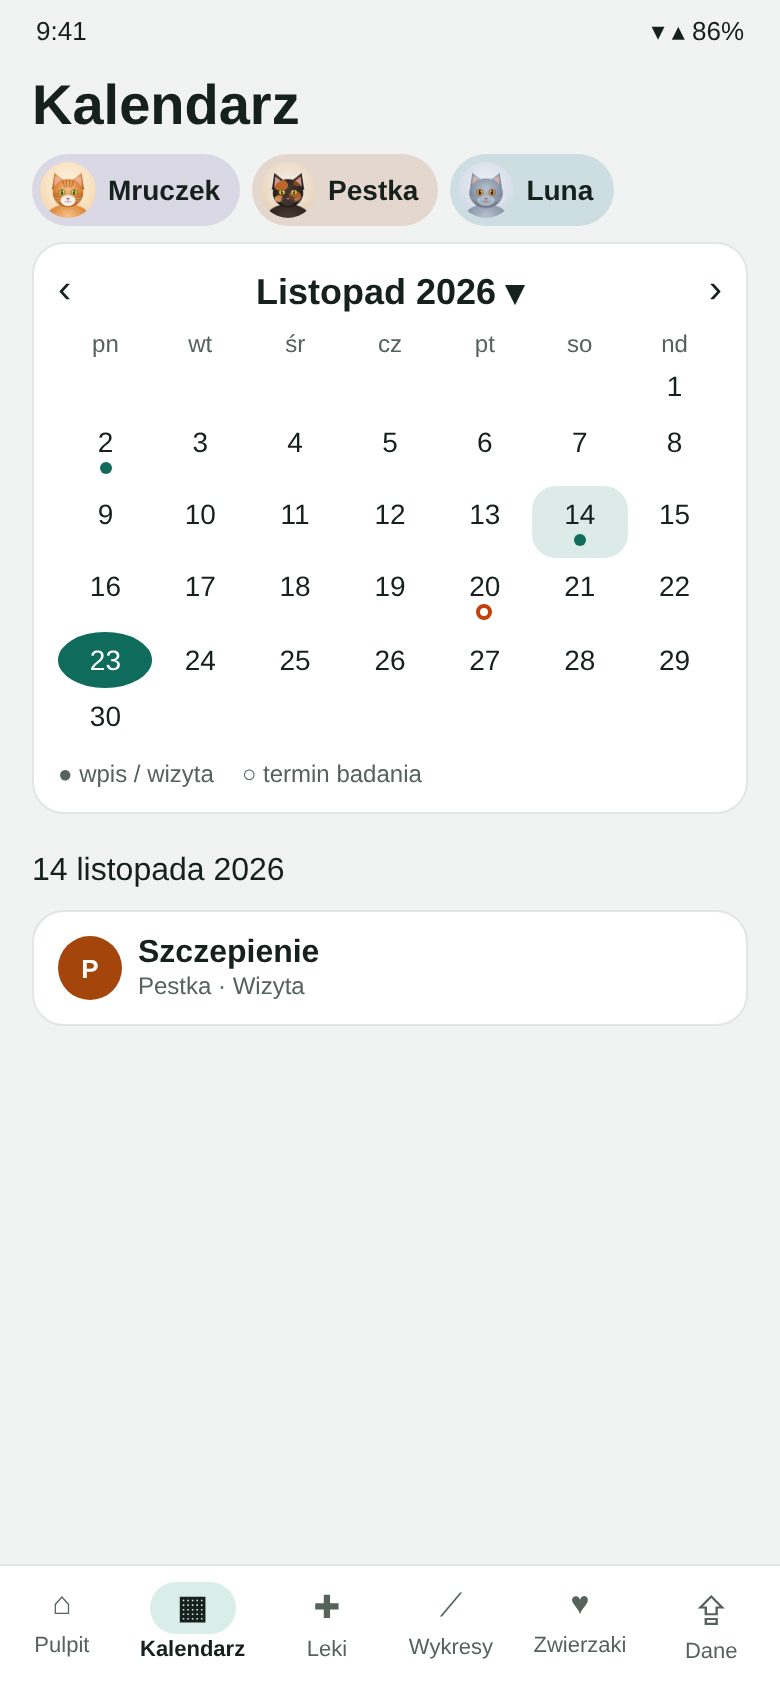 9:41 ▾ ▴ 86%
Kalendarz
Mruczek Pestka Luna
‹ Listopad 2026 ▾ ›
pn wt śr cz pt so nd
1
2 3 4 5 6 7 8
9 10 11 12 13 14 15
16 17 18 19 20 21 22
23 24 25 26 27 28 29
30
● wpis / wizyta ○ termin badania
14 listopada 2026
P Szczepienie
Pestka · Wizyta
Pulpit Kalendarz Leki Wykresy Zwierzaki Dane